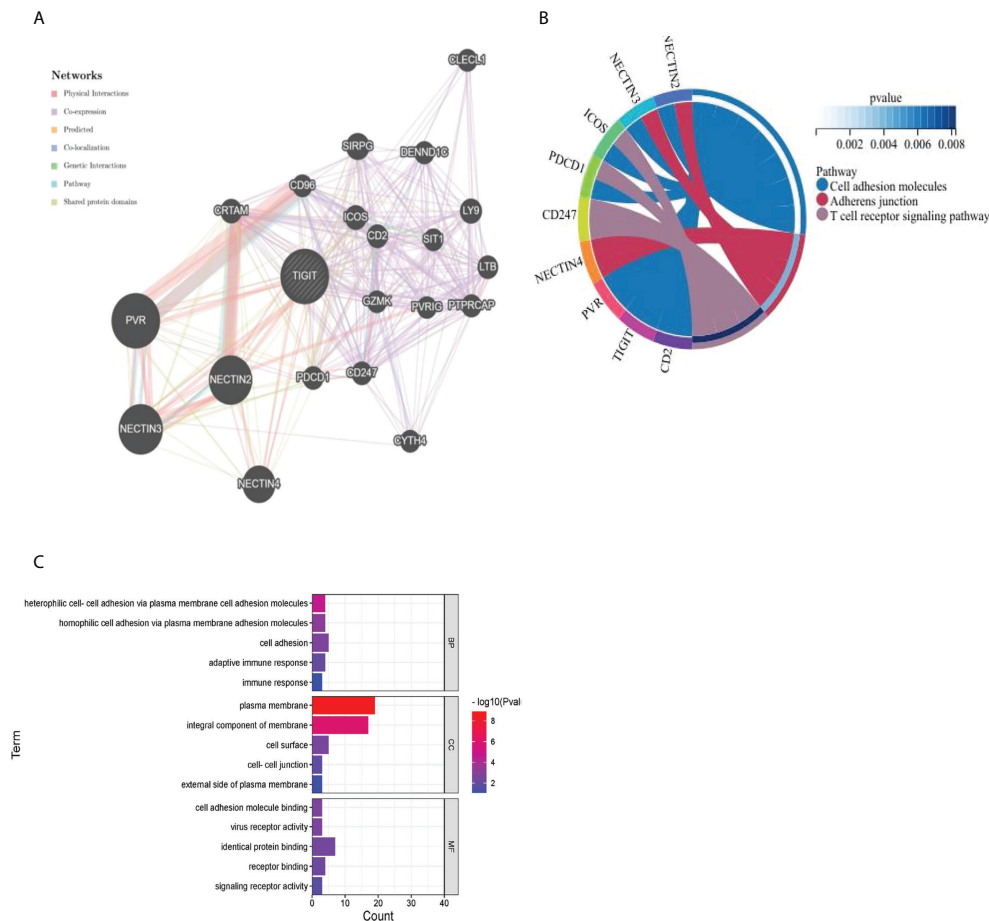 A
Networks
Physical Interactions
Co-expression
Predicted
Co-localization
Genetic Interactions
Pathway
Shared protein domains
CLECL1
SIRPG
DENND1C
CD96
CRTAM
ICOS
LY9
CD2
SIT1
TIGIT
LTB
GZMK
PVRIG
PTPRCAP
PVR
NECTIN2
PDCD1
CD247
NECTIN3
CYTH4
NECTIN4
B
NECTIN2
NECTIN3
ICOS
PDCD1
CD247
NECTIN4
PVR
TIGIT
CD2
pvalue
0.002 0.004 0.006 0.008
Pathway
Cell adhesion molecules
Adherens junction
T cell receptor signaling pathway
C
Term
heterophilic cell- cell adhesion via plasma membrane cell adhesion molecules
homophilic cell adhesion via plasma membrane adhesion molecules
cell adhesion
adaptive immune response
immune response
BP
plasma membrane
integral component of membrane
cell surface
cell- cell junction
external side of plasma membrane
CC
cell adhesion molecule binding
virus receptor activity
identical protein binding
receptor binding
signaling receptor activity
MF
0 10 20 30 40
Count
- log10(Pval
8
6
4
2